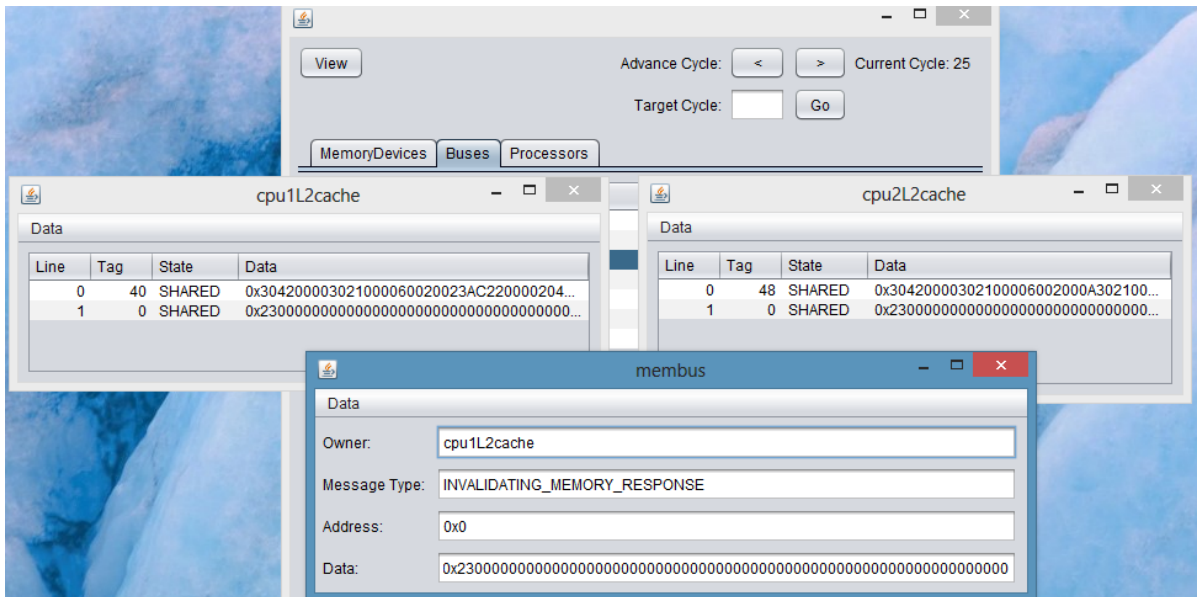 View
Advance Cycle: < > Current Cycle: 25
Target Cycle: Go
MemoryDevices Buses Processors
cpu1L2cache
Data
Line Tag State Data
0 40 SHARED 0x304200003021000060020023AC220000204...
1 0 SHARED 0x230000000000000000000000000000000000...
cpu2L2cache
Data
Line Tag State Data
0 48 SHARED 0x30420000302100006002000A302100...
1 0 SHARED 0x2300000000000000000000000000000...
membus
Data
Owner: cpu1L2cache
Message Type: INVALIDATING_MEMORY_RESPONSE
Address: 0x0
Data: 0x2300000000000000000000000000000000000000000000000000000000000000